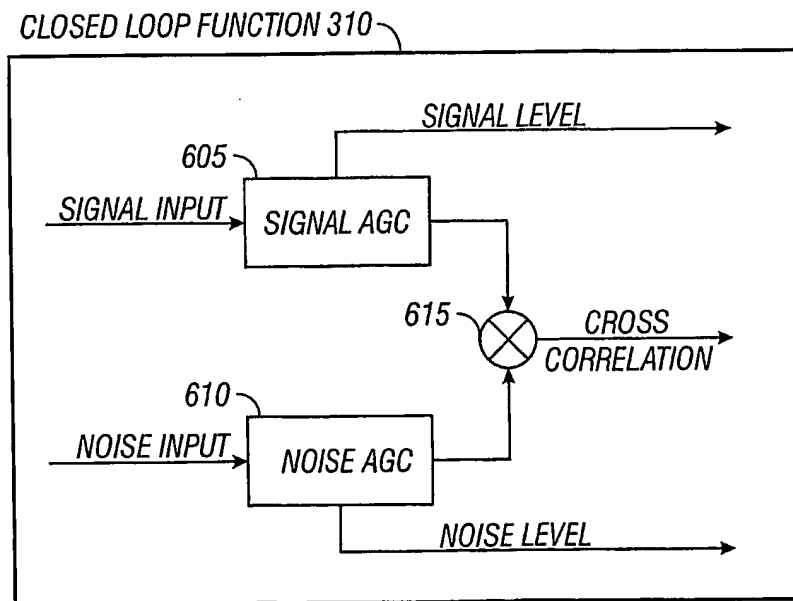 CLOSED LOOP FUNCTION 310
SIGNAL LEVEL
605
SIGNAL INPUT
SIGNAL AGC
615
CROSS
CORRELATION
610
NOISE INPUT
NOISE AGC
NOISE LEVEL